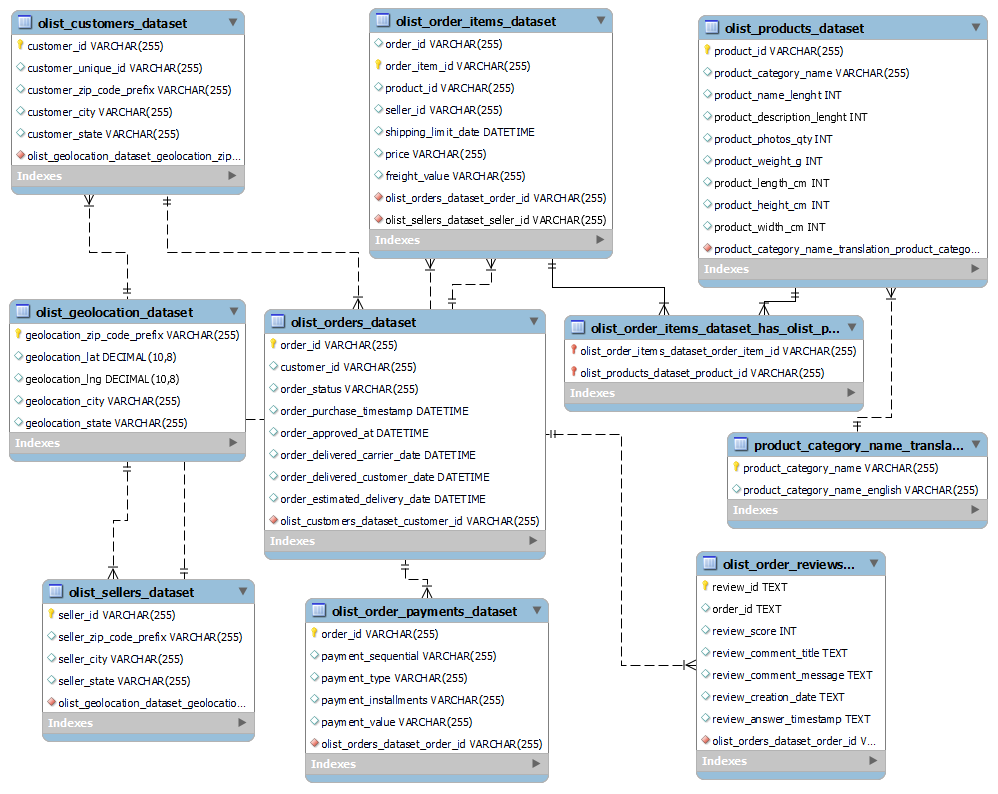 olist_customers_dataset
customer_id VARCHAR(255)
customer_unique_id VARCHAR(255)
customer_zip_code_prefix VARCHAR(255)
customer_city VARCHAR(255)
customer_state VARCHAR(255)
olist_geolocation_dataset_geolocation_zip...
Indexes
olist_order_items_dataset
order_id VARCHAR(255)
order_item_id VARCHAR(255)
product_id VARCHAR(255)
seller_id VARCHAR(255)
shipping_limit_date DATETIME
price VARCHAR(255)
freight_value VARCHAR(255)
olist_orders_dataset_order_id VARCHAR(255)
olist_sellers_dataset_seller_id VARCHAR(255)
Indexes
olist_products_dataset
product_id VARCHAR(255)
product_category_name VARCHAR(255)
product_name_lenght INT
product_description_lenght INT
product_photos_qty INT
product_weight_g INT
product_length_cm INT
product_height_cm INT
product_width_cm INT
product_category_name_translation_product_catego...
Indexes
olist_geolocation_dataset
geolocation_zip_code_prefix VARCHAR(255)
geolocation_lat DECIMAL(10,8)
geolocation_lng DECIMAL(10,8)
geolocation_city VARCHAR(255)
geolocation_state VARCHAR(255)
Indexes
olist_orders_dataset
order_id VARCHAR(255)
customer_id VARCHAR(255)
order_status VARCHAR(255)
order_purchase_timestamp DATETIME
order_approved_at DATETIME
order_delivered_carrier_date DATETIME
order_delivered_customer_date DATETIME
order_estimated_delivery_date DATETIME
olist_customers_dataset_customer_id VARCHAR(255)
Indexes
olist_order_items_dataset_has_olist_p...
olist_order_items_dataset_order_item_id VARCHAR(255)
olist_products_dataset_product_id VARCHAR(255)
Indexes
product_category_name_transla...
product_category_name VARCHAR(255)
product_category_name_english VARCHAR(255)
Indexes
olist_sellers_dataset
seller_id VARCHAR(255)
seller_zip_code_prefix VARCHAR(255)
seller_city VARCHAR(255)
seller_state VARCHAR(255)
olist_geolocation_dataset_geolocatio...
Indexes
olist_order_payments_dataset
order_id VARCHAR(255)
payment_sequential VARCHAR(255)
payment_type VARCHAR(255)
payment_installments VARCHAR(255)
payment_value VARCHAR(255)
olist_orders_dataset_order_id VARCHAR(255)
Indexes
olist_order_reviews...
review_id TEXT
order_id TEXT
review_score INT
review_comment_title TEXT
review_comment_message TEXT
review_creation_date TEXT
review_answer_timestamp TEXT
olist_orders_dataset_order_id V...
Indexes